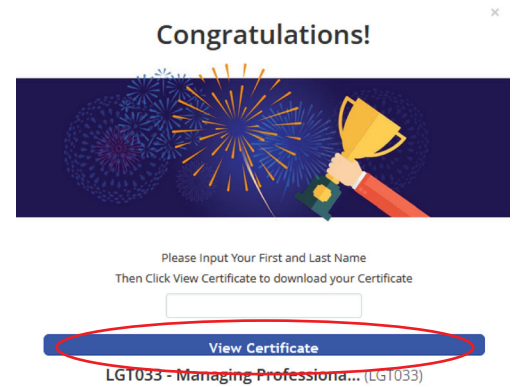 ×
Congratulations!
Please Input Your First and Last Name
Then Click View Certificate to download your Certificate
View Certificate
LGT033 - Managing Professiona... (LGT033)